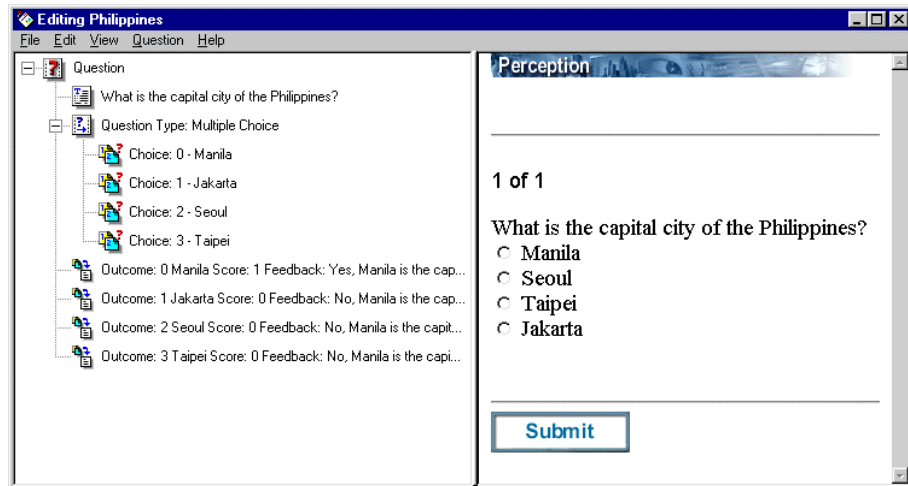 Editing Philippines
File Edit View Question Help
Question
What is the capital city of the Philippines?
Question Type: Multiple Choice
Choice: 0 - Manila
Choice: 1 - Jakarta
Choice: 2 - Seoul
Choice: 3 - Taipei
Outcome: 0 Manila Score: 1 Feedback: Yes, Manila is the cap...
Outcome: 1 Jakarta Score: 0 Feedback: No, Manila is the cap...
Outcome: 2 Seoul Score: 0 Feedback: No, Manila is the capit...
Outcome: 3 Taipei Score: 0 Feedback: No, Manila is the capi...
Perception
1 of 1
What is the capital city of the Philippines?
Manila
Seoul
Taipei
Jakarta
Submit